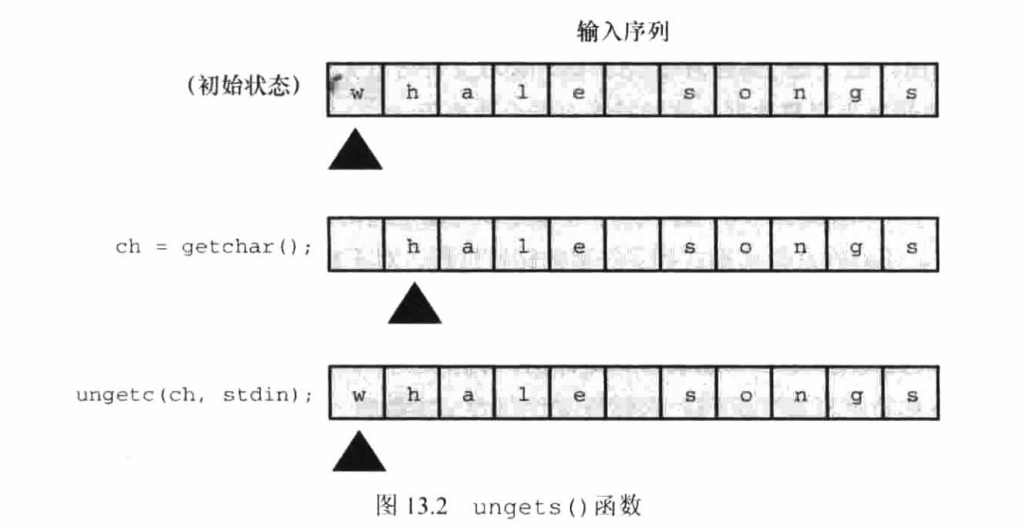 输入序列
(初始状态) w h a l e   s o n g s
ch = getchar(); h a l e   s o n g s
ungetc(ch, stdin); w h a l e   s o n g s
图 13.2 ungets()函数